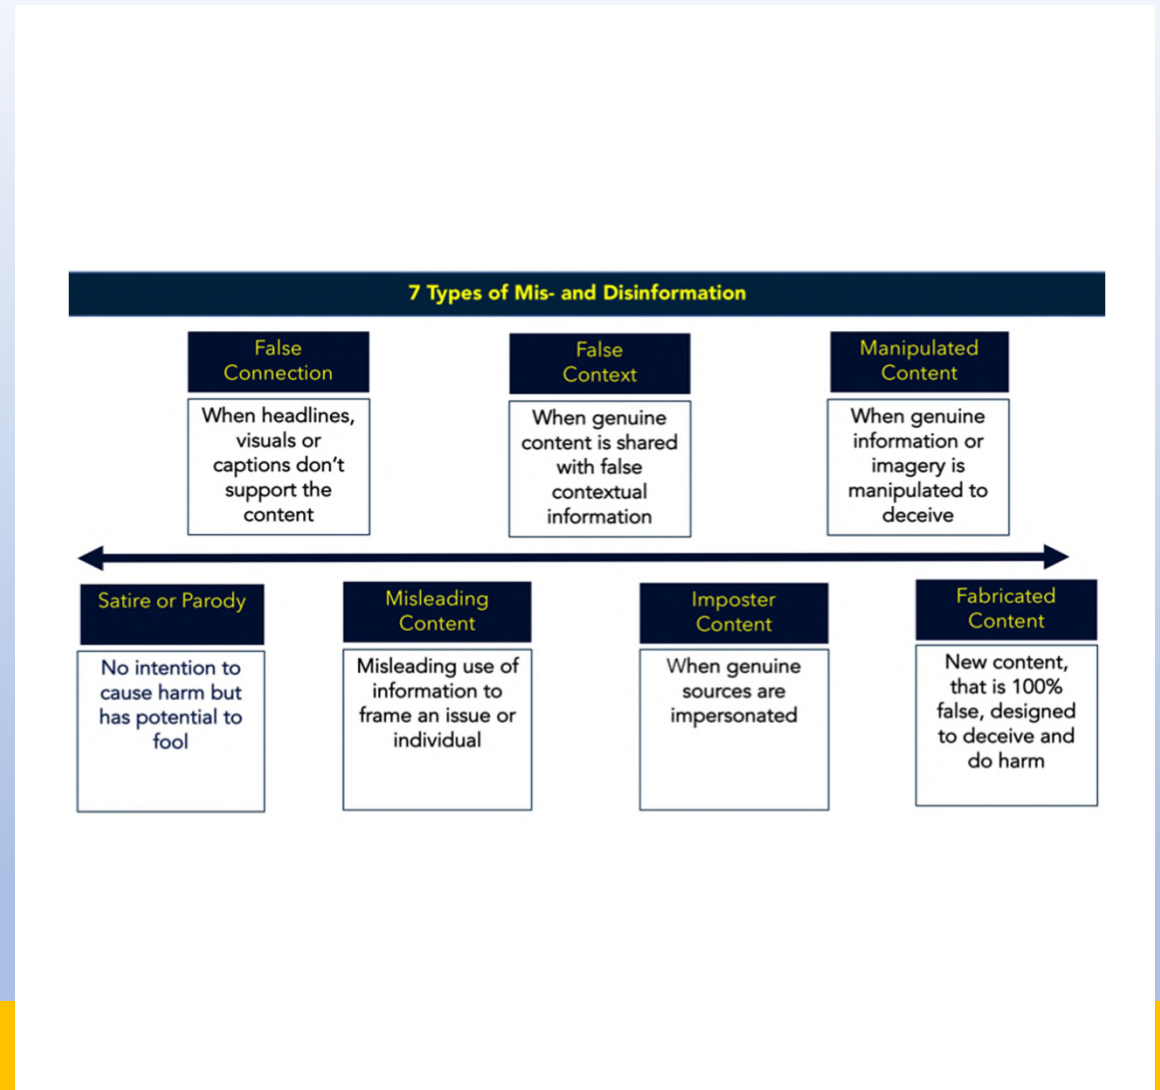 7 Types of Mis- and Disinformation
False
Connection
When headlines,
visuals or
captions don’t
support the
content
False
Context
When genuine
content is shared
with false
contextual
information
Manipulated
Content
When genuine
information or
imagery is
manipulated to
deceive
Satire or Parody
No intention to
cause harm but
has potential to
fool
Misleading
Content
Misleading use of
information to
frame an issue or
individual
Imposter
Content
When genuine
sources are
impersonated
Fabricated
Content
New content,
that is 100%
false, designed
to deceive and
do harm